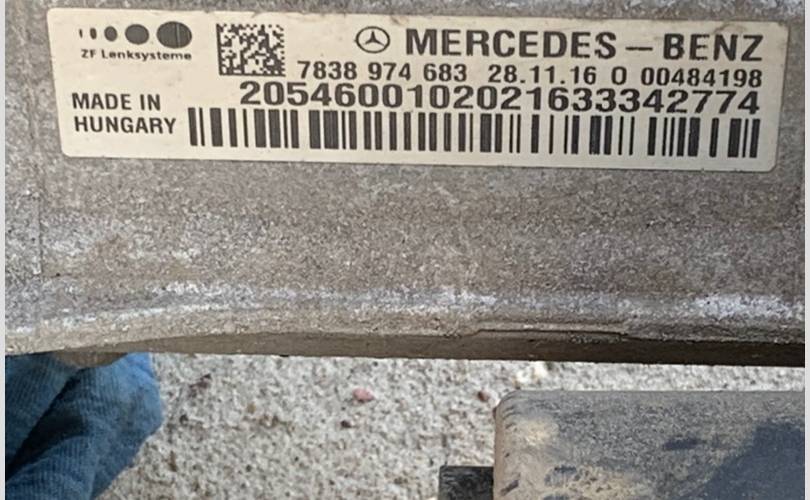 MERCEDES – BENZ
ZF Lenksysteme
7838 974 683 28.11.16 0 00484198
2054600102021633342774
MADE IN
HUNGARY